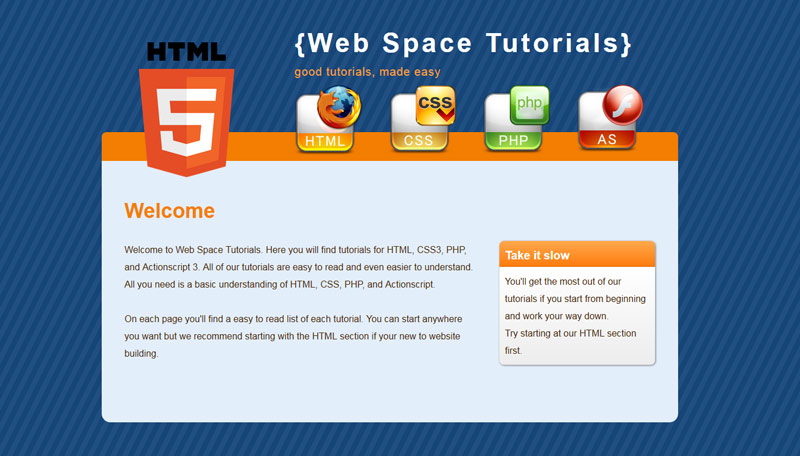 HTML
5
{Web Space Tutorials}
good tutorials, made easy
CSS
php
HTML
CSS
PHP
AS
Welcome
Welcome to Web Space Tutorials. Here you will find tutorials for HTML, CSS3, PHP,
and Actionscript 3. All of our tutorials are easy to read and even easier to understand.
All you need is a basic understanding of HTML, CSS, PHP, and Actionscript.
On each page you'll find a easy to read list of each tutorial. You can start anywhere
you want but we recommend starting with the HTML section if your new to website
building.
Take it slow
You'll get the most out of our
tutorials if you start from beginning
and work your way down.
Try starting at our HTML section
first.